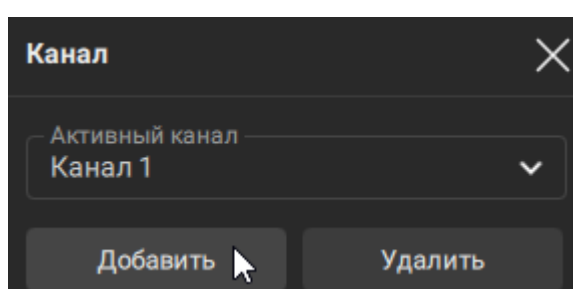 Канал
Активный канал
Канал 1
Добавить
Удалить